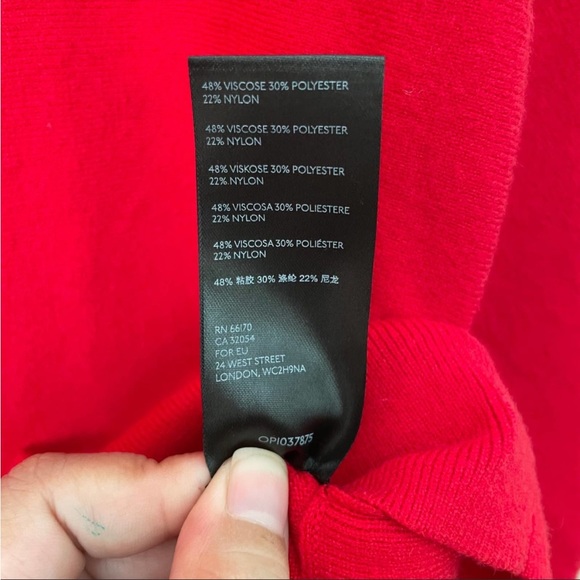 48% VISCOSE 30% POLYESTER
22% NYLON
48% VISCOSE 30% POLYESTER
22% NYLON
48% VISKOSE 30% POLYESTER
22% NYLON
48% VISCOSA 30% POLIESTERE
22% NYLON
48% VISCOSA 30% POLIÉSTER
22% NYLON
48% 粘胶 30% 涤纶 22% 尼龙
RN 66170
CA 32054
FOR EU
24 WEST STREET
LONDON, WC2H9NA
OP1037875